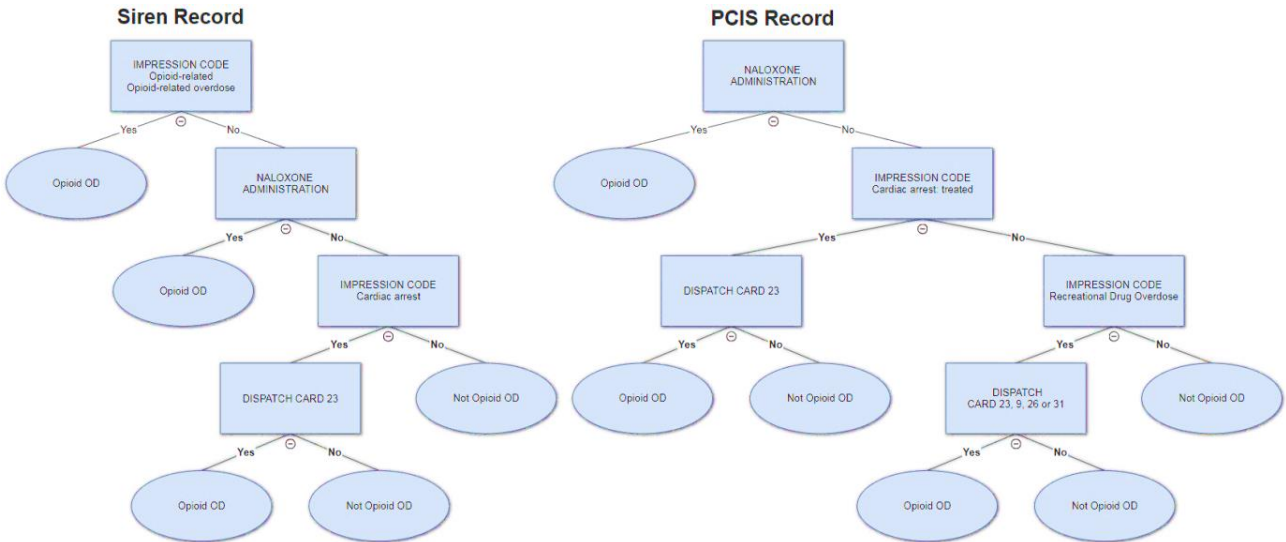 Siren Record
IMPRESSION CODE
Opioid-related
Opioid-related overdose
Yes
No
Opioid OD
NALOXONE
ADMINISTRATION
Yes
No
Opioid OD
IMPRESSION CODE
Cardiac arrest
Yes
No
DISPATCH CARD 23
Not Opioid OD
Yes
No
Opioid OD
Not Opioid OD
PCIS Record
NALOXONE
ADMINISTRATION
Yes
No
Opioid OD
IMPRESSION CODE
Cardiac arrest treated
Yes
No
DISPATCH CARD 23
IMPRESSION CODE
Recreational Drug Overdose
Yes
No
Yes
No
Opioid OD
Not Opioid OD
DISPATCH
CARD 23, 9, 26 or 31
Not Opioid OD
Yes
No
Opioid OD
Not Opioid OD